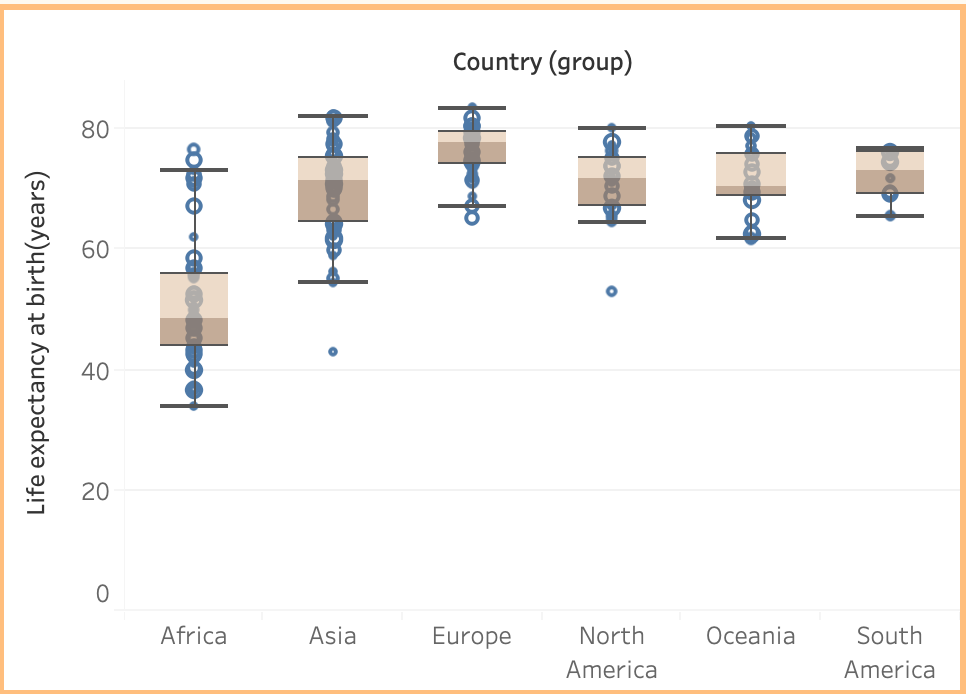 Country (group)
Life expectancy at birth(years)
80
60
40
20
0
Africa
Asia
Europe
North
America
Oceania
South
America